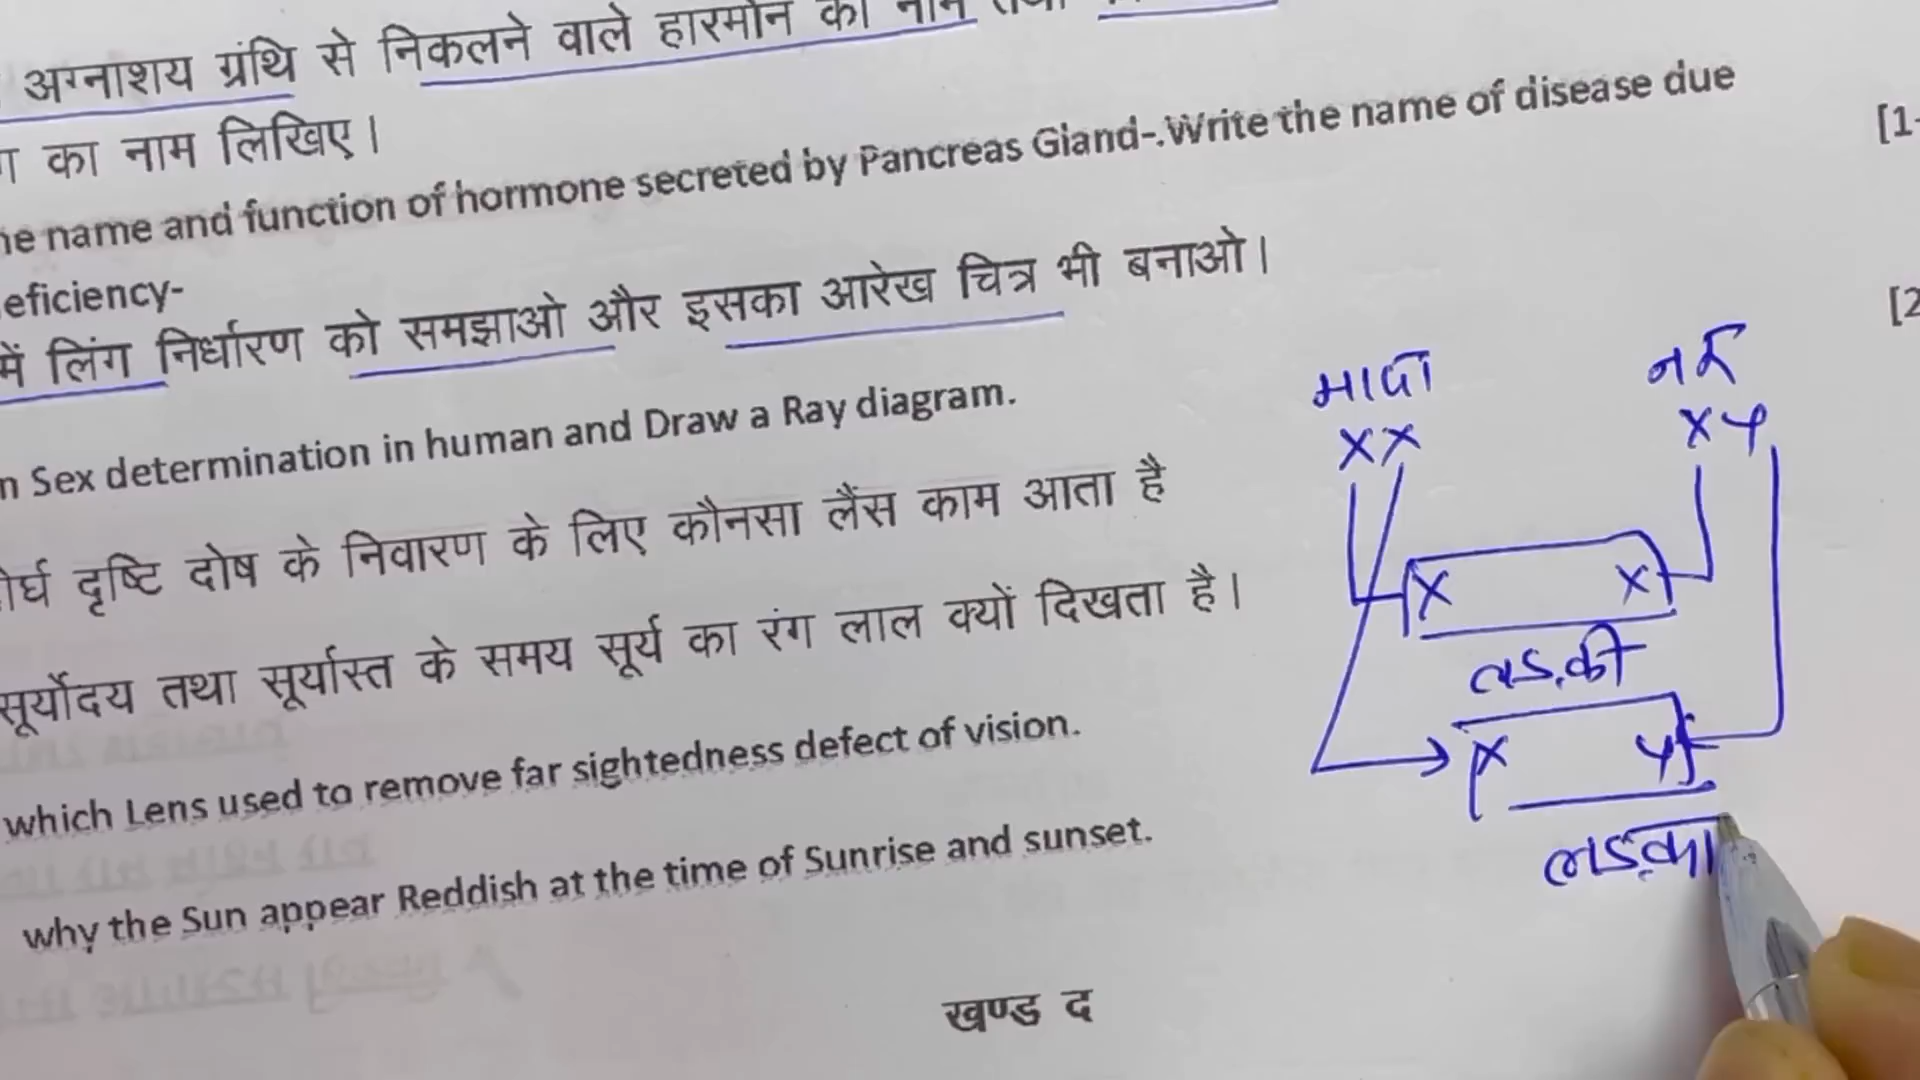 अग्नाशय ग्रंथि से निकलने वाले हारमोन का नाम तथा
का नाम लिखिए।
name and function of hormone secreted by Pancreas Gland-.Write the name of disease due
[1-
eficiency-
में लिंग निर्धारण को समझाओ और इसका आरेख चित्र भी बनाओ।
[2
n Sex determination in human and Draw a Ray diagram.
दीर्घ दृष्टि दोष के निवारण के लिए कौनसा लैंस काम आता है
सूर्योदय तथा सूर्यास्त के समय सूर्य का रंग लाल क्यों दिखता है।
which Lens used to remove far sightedness defect of vision.
why the Sun appear Reddish at the time of Sunrise and sunset.
खण्ड द
मादा नर
XX XY
X X
लड़की
X Y
लड़का